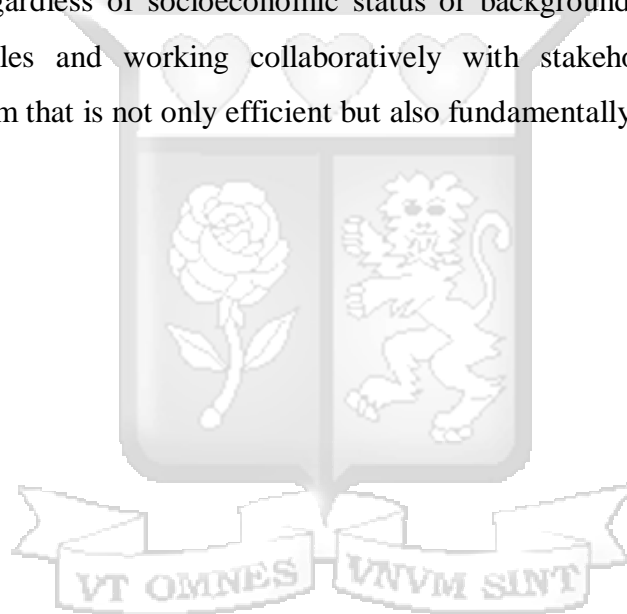 gardless of socioeconomic status of background
les and working collaboratively with stakeho
m that is not only efficient but also fundamentally
VT OMNES VNVM SINT